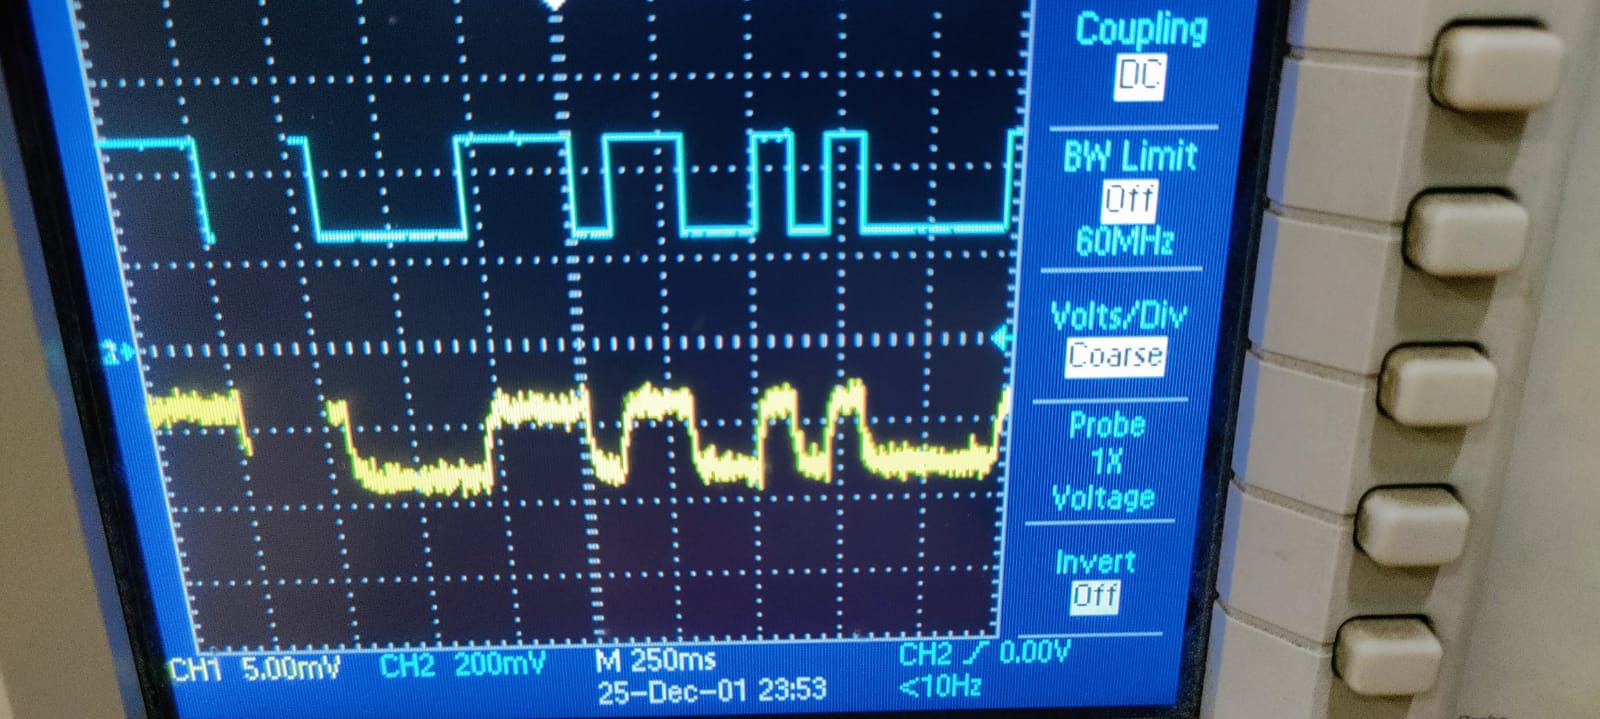 Coupling
DC
BW Limit
Off
60MHz
Volts/Div
Coarse
Probe
1X
Voltage
Invert
Off
2
CH1 5.00mV CH2 200mV M 250ms CH2 0.00V
25-Dec-01 23:53 <10Hz